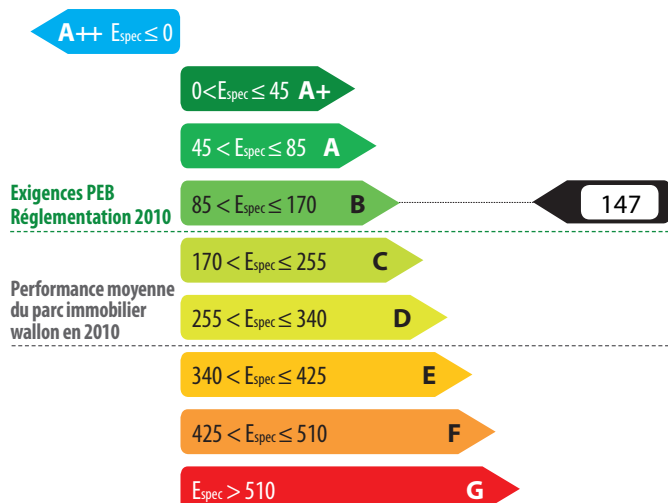 A++ Espec ≤ 0
0<Espec ≤ 45 A+
45 < Espec ≤ 85 A
Exigences PEB
Réglementation 2010
85 < Espec ≤ 170 B
147
170 < Espec ≤ 255 C
Performance moyenne
du parc immobilier
wallon en 2010
255 < Espec ≤ 340 D
340 < Espec ≤ 425 E
425 < Espec ≤ 510 F
Espec > 510 G